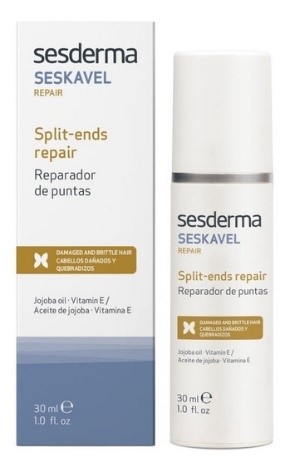 sesderma
SESKAVEL
REPAIR
Split-ends
repair
Reparador
de puntas
DAMAGED AND BRITTLE HAIR
CABELLOS DAÑADOS Y
QUEBRADIZOS
Jojoba oil · Vitamin E /
Aceite de jojoba · Vitamina E
30 ml ℮
1.0 fl. oz
sesderma
SESKAVEL
REPAIR
Split-ends repair
Reparador de puntas
DAMAGED AND BRITTLE HAIR
CABELLOS DAÑADOS Y
QUEBRADIZOS
Jojoba oil · Vitamin E /
Aceite de jojoba · Vitamina E
30 ml ℮
1.0 fl. oz